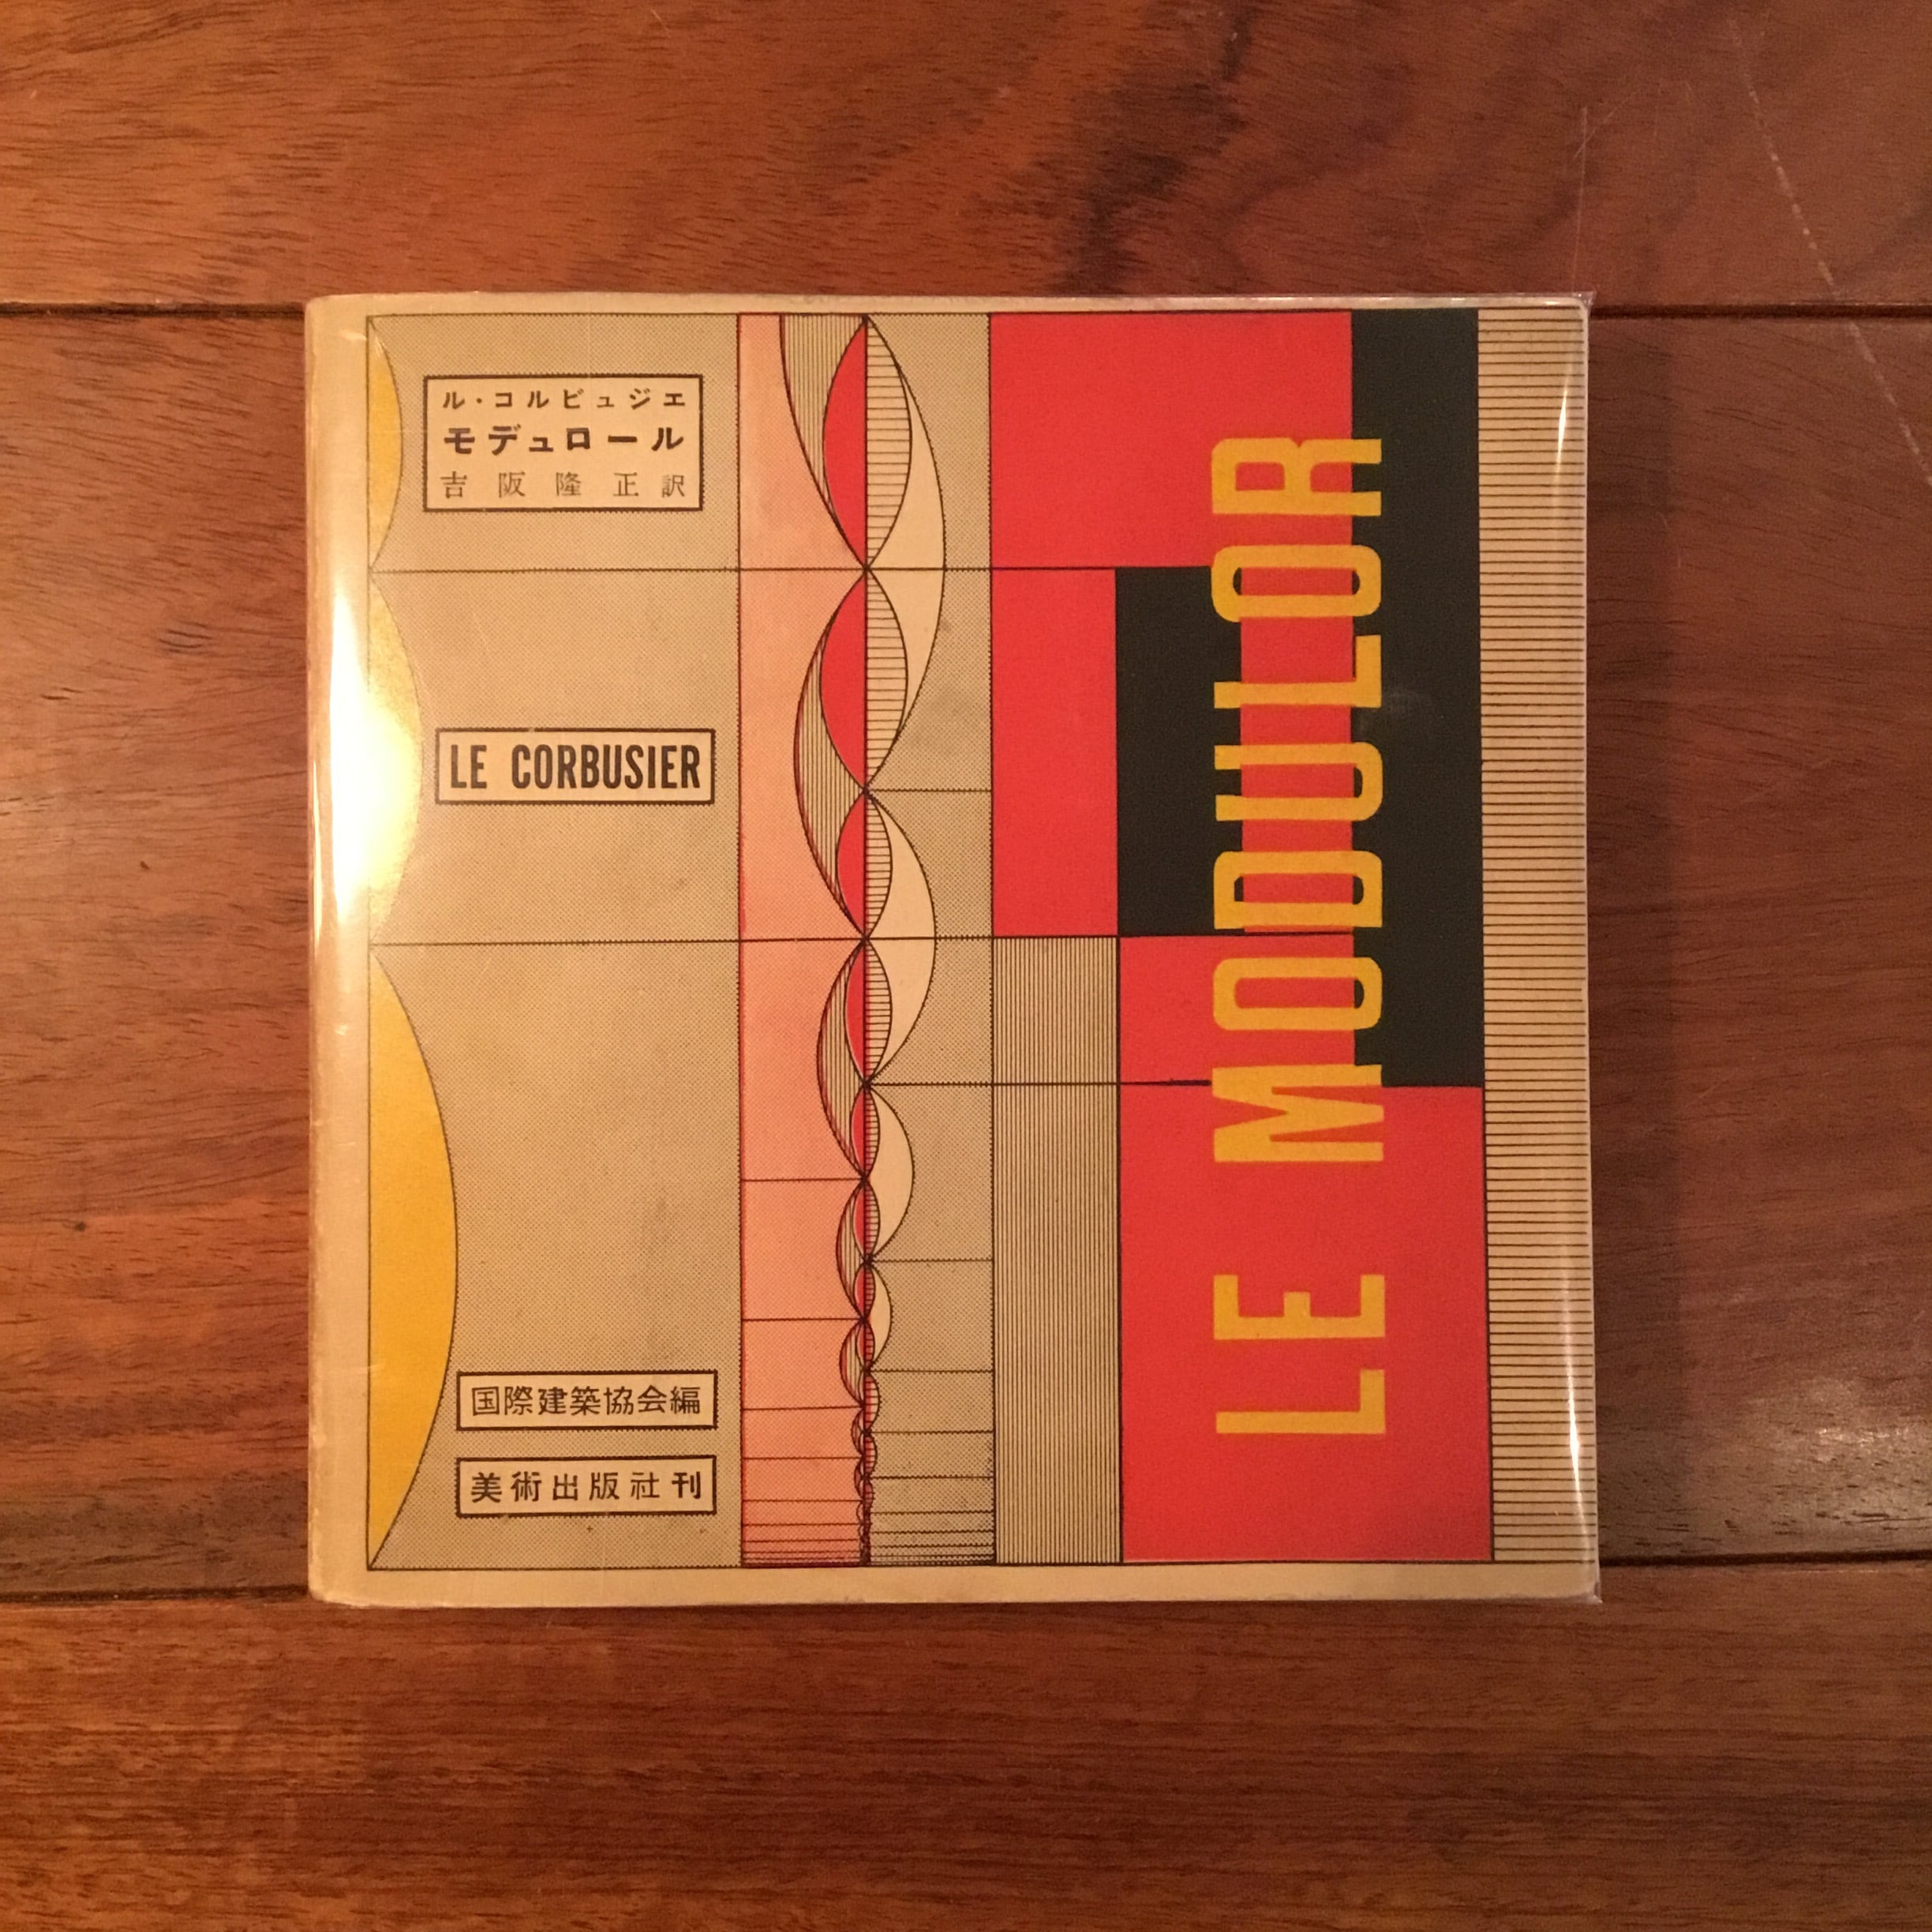 ル・コルビュジエ
モデュロール
吉阪隆正訳
LE CORBUSIER
国際建築協会編
美術出版社刊
LE MODULOR